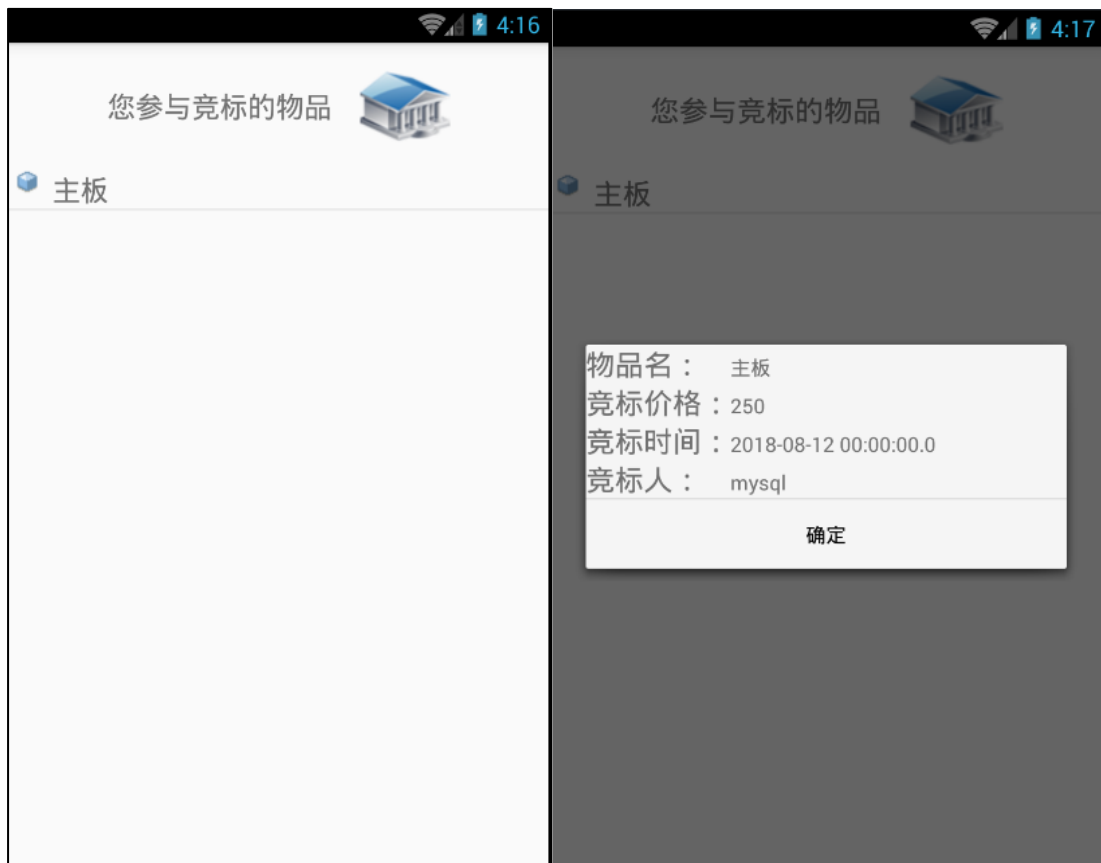 4:16
您参与竞标的物品
主板
4:17
您参与竞标的物品
主板
物品名： 主板
竞标价格：250
竞标时间：2018-08-12 00:00:00.0
竞标人： mysql
确定